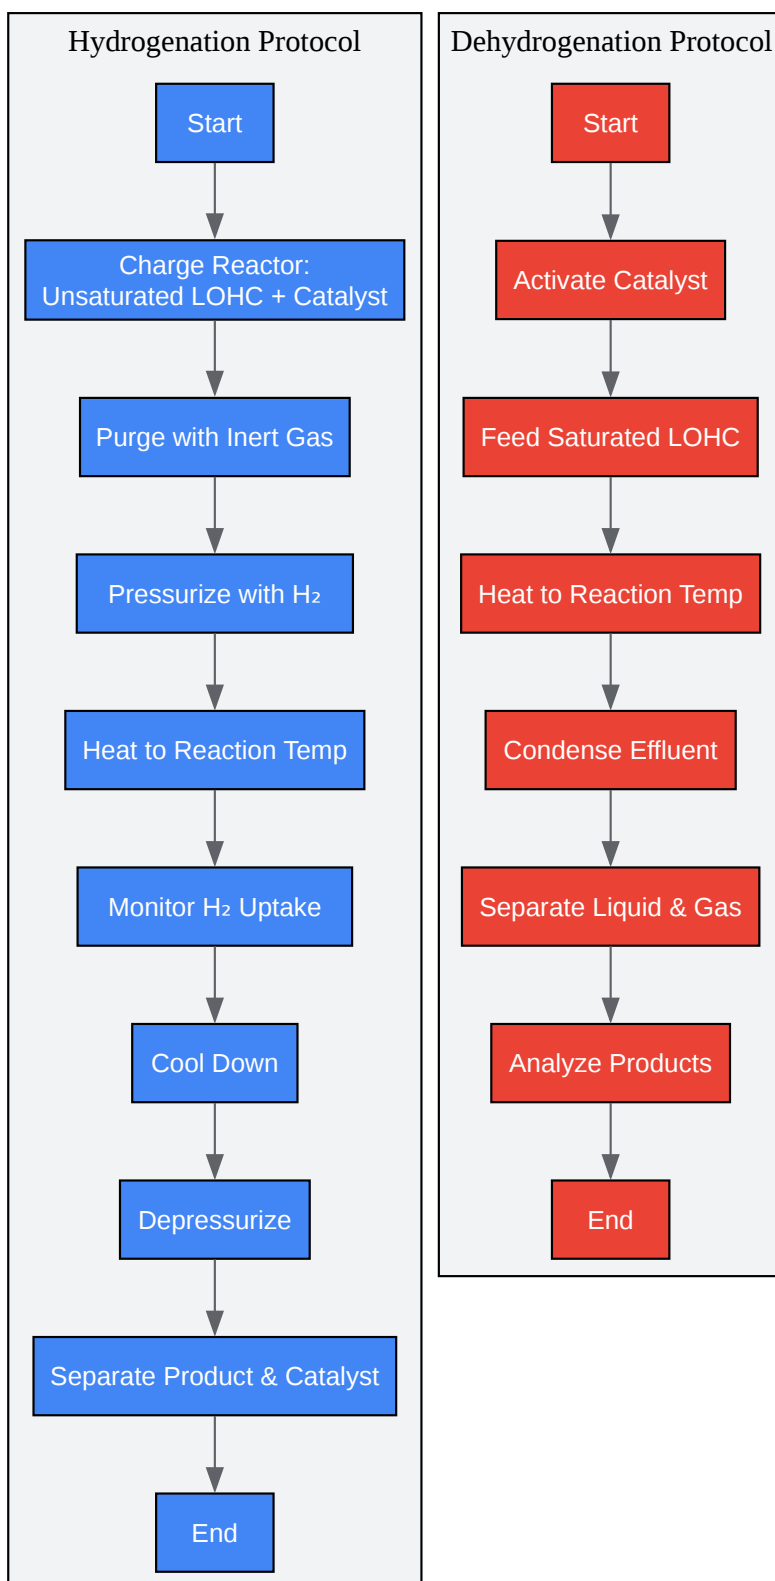 Hydrogenation Protocol
Start
Charge Reactor:
Unsaturated LOHC + Catalyst
Purge with Inert Gas
Pressurize with H₂
Heat to Reaction Temp
Monitor H₂ Uptake
Cool Down
Depressurize
Separate Product & Catalyst
End
Dehydrogenation Protocol
Start
Activate Catalyst
Feed Saturated LOHC
Heat to Reaction Temp
Condense Effluent
Separate Liquid & Gas
Analyze Products
End